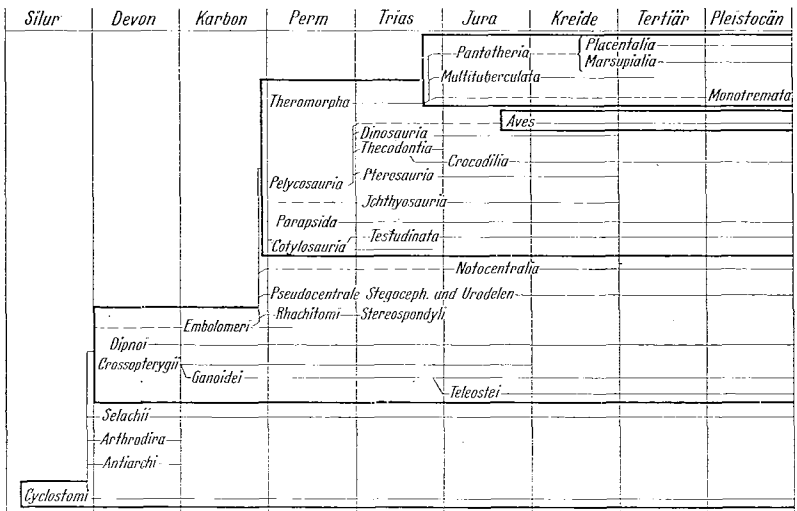 Silur Devon Karbon Perm Trias Jura Kreide Tertiär Pleistocän
Placentalia
Pantotheria
Marsupialia
Multituberculata
Monotremata
Theromorpha
Aves
Dinosauria
Thecodontia
Crocodilia
Pterosauria
Pelycosauria
Jchthyosauria
Parapsida
Testudinata
Cotylosauria
Notocentralia
Pseudocentrale Stegoceph. und Urodelen
Rhachitomi Stereospondyli
Embolomeri
Dipnoi
Crossopterygii
Ganoidei
Teleostei
Selachii
Arthrodira
Antiarchi
Cyclostomi